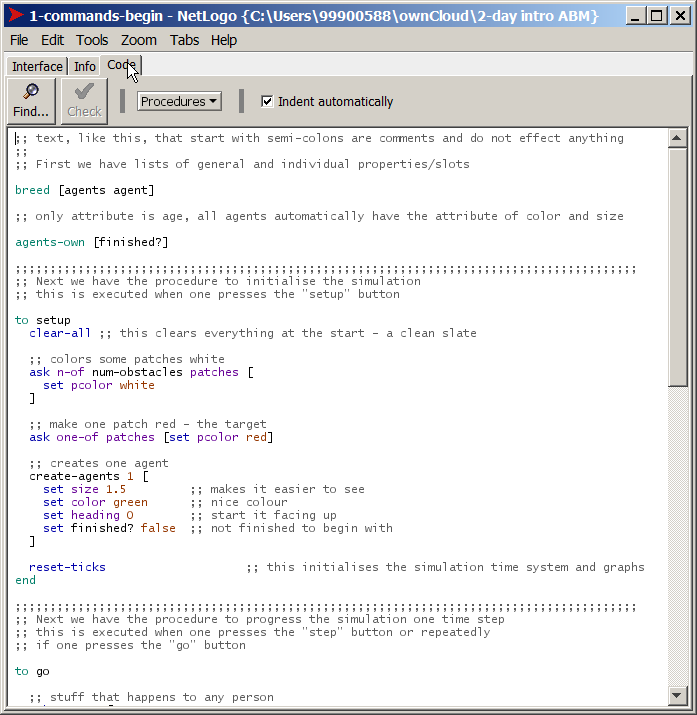 1-commands-begin - NetLogo {C:\Users\99900588\ownCloud\2-day intro ABM}
File Edit Tools Zoom Tabs Help
Interface Info Code
Find... Check Procedures Indent automatically
;; text, like this, that start with semi-colons are comments and do not effect anything
;;
;; First we have lists of general and individual properties/slots
breed [agents agent]
;; only attribute is age, all agents automatically have the attribute of color and size
agents-own [finished?]
;;;;;;;;;;;;;;;;;;;;;;;;;;;;;;;;;;;;;;;;;;;;;;;;;;;;;;;;;;;;;;;;;;;;;;;;;;;;;;;;;;;;;;;;;
;; Next we have the procedure to initialise the simulation
;; this is executed when one presses the "setup" button
to setup
clear-all ;; this clears everything at the start - a clean slate
;; colors some patches white
ask n-of num-obstacles patches [
set pcolor white
]
;; make one patch red - the target
ask one-of patches [set pcolor red]
;; creates one agent
create-agents 1 [
set size 1.5 ;; makes it easier to see
set color green ;; nice colour
set heading 0 ;; start it facing up
set finished? false ;; not finished to begin with
]
reset-ticks ;; this initialises the simulation time system and graphs
end
;;;;;;;;;;;;;;;;;;;;;;;;;;;;;;;;;;;;;;;;;;;;;;;;;;;;;;;;;;;;;;;;;;;;;;;;;;;;;;;;;;;;;;;;;
;; Next we have the procedure to progress the simulation one time step
;; this is executed when one presses the "step" button or repeatedly
;; if one presses the "go" button
to go
;; stuff that happens to any person